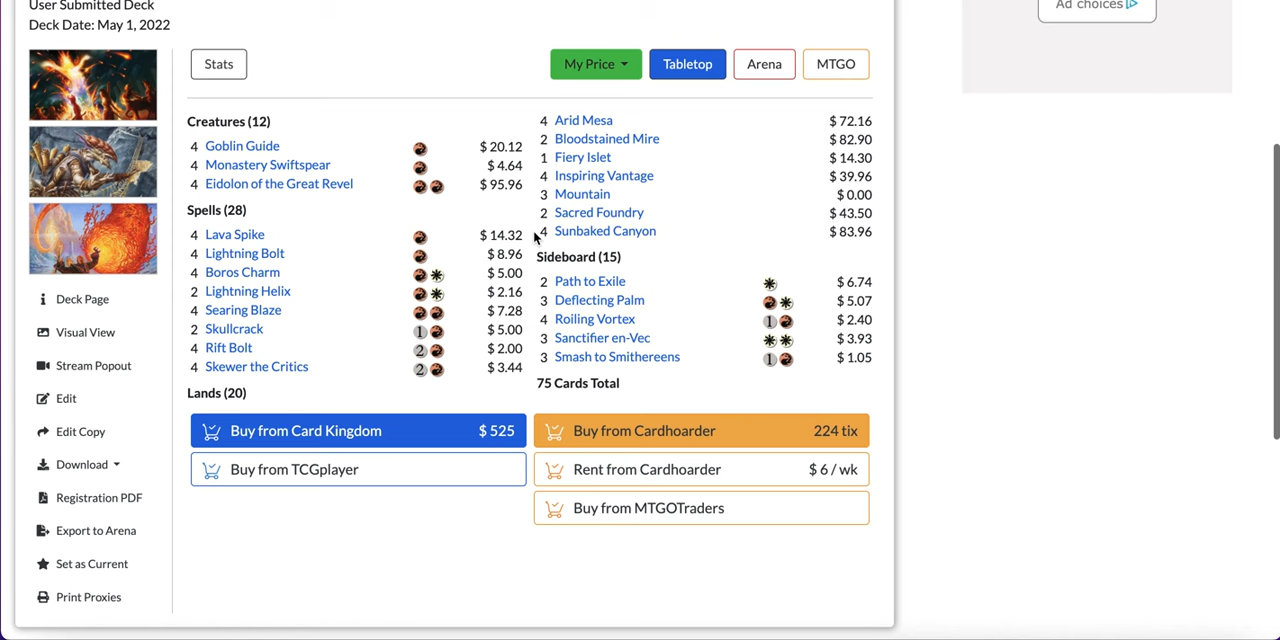 User Submitted Deck
Deck Date: May 1, 2022
Ad choices
Stats
My Price
Tabletop
Arena
MTGO
Creatures (12)
4 Goblin Guide $ 20.12
4 Monastery Swiftspear $ 4.64
4 Eidolon of the Great Revel $ 95.96
Spells (28)
4 Lava Spike $ 14.32
4 Lightning Bolt $ 8.96
4 Boros Charm $ 5.00
2 Lightning Helix $ 2.16
4 Searing Blaze $ 7.28
2 Skullcrack 1 $ 5.00
4 Rift Bolt 2 $ 2.00
4 Skewer the Critics 2 $ 3.44
Lands (20)
4 Arid Mesa $ 72.16
2 Bloodstained Mire $ 82.90
1 Fiery Islet $ 14.30
4 Inspiring Vantage $ 39.96
3 Mountain $ 0.00
2 Sacred Foundry $ 43.50
4 Sunbaked Canyon $ 83.96
Sideboard (15)
2 Path to Exile $ 6.74
3 Deflecting Palm $ 5.07
4 Roiling Vortex 1 $ 2.40
3 Sanctifier en-Vec $ 3.93
3 Smash to Smithereens 1 $ 1.05
75 Cards Total
Buy from Card Kingdom $ 525
Buy from TCGplayer
Buy from Cardhoarder 224 tix
Rent from Cardhoarder $ 6 / wk
Buy from MTGOTraders
Deck Page
Visual View
Stream Popout
Edit
Edit Copy
Download
Registration PDF
Export to Arena
Set as Current
Print Proxies